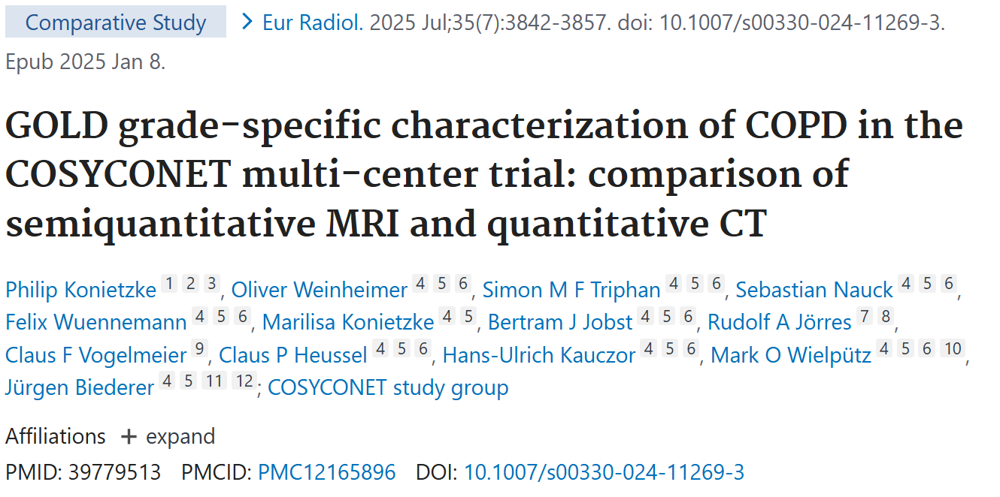 Comparative Study > Eur Radiol. 2025 Jul;35(7):3842-3857. doi: 10.1007/s00330-024-11269-3.
Epub 2025 Jan 8.
GOLD grade-specific characterization of COPD in the
COSYCONET multi-center trial: comparison of
semiquantitative MRI and quantitative CT
Philip Konietzke 1 2 3, Oliver Weinheimer 4 5 6, Simon M F Triphan 4 5 6, Sebastian Nauck 4 5 6,
Felix Wuennemann 4 5 6, Marilisa Konietzke 4 5, Bertram J Jobst 4 5 6, Rudolf A Jörres 7 8,
Claus F Vogelmeier 9, Claus P Heussel 4 5 6, Hans-Ulrich Kauczor 4 5 6, Mark O Wielpütz 4 5 6 10,
Jürgen Biederer 4 5 11 12; COSYCONET study group
Affiliations + expand
PMID: 39779513 PMCID: PMC12165896 DOI: 10.1007/s00330-024-11269-3